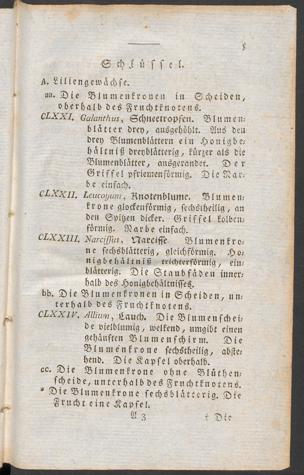 5
Schlüssel.
A. Liliengewächse.
aa. Die Blumenkronen in Scheiden,
oberhalb des Fruchtknotens.
CLXXI. Galanthus, Schneetropfen. Blumen-
blätter drey, ausgehöhlt. Aus den
drey Blumenblättern ein Honigbe-
hältniß dreyblätterig, kürzer als die
Blumenblätter, ausgerandet. Der
Griffel pfriemenförmig. Die Nar-
be einfach.
CLXXII. Leucojum, Knotenblume. Blumen-
krone glockenförmig, sechstheilig, an
den Spitzen dicker. Griffel kolben-
förmig. Narbe einfach.
CLXXIII. Narcissus, Narcisse. Blumenkro-
ne sechsblätterig, gleichförmig. Ho-
nigbehältniß trichterförmig, ein-
blätterig. Die Staubfäden inner-
halb des Honigbehältnisses.
bb. Die Blumenkronen in Scheiden, un-
terhalb des Fruchtknotens.
CLXXIV. Allium, Lauch. Die Blumenschei-
de vielblumig, welkend, umgibt einen
gehäuften Blumenschirm. Die
Blumenkrone sechstheilig, abste-
hend. Die Kapsel oberhalb.
cc. Die Blumenkrone ohne Blüthen-
scheide, unterhalb des Fruchtknotens.
* Die Blumenkrone sechsblätterig. Die
Frucht eine Kapsel.
A 3 † Die